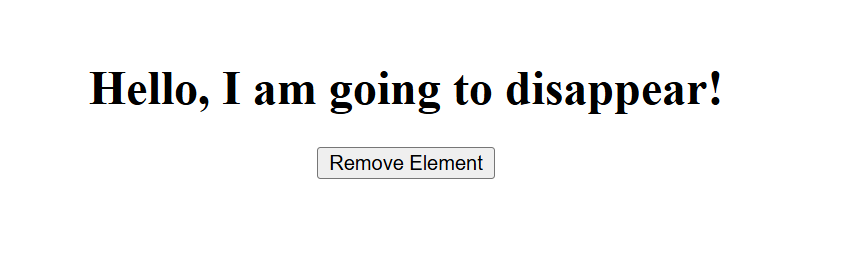 Hello, I am going to disappear!
Remove Element